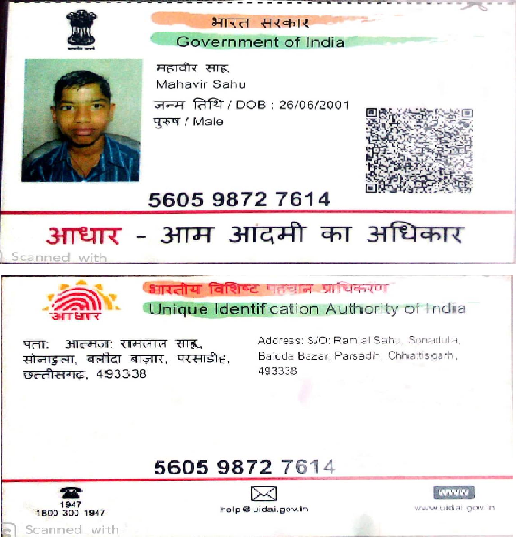 भारत सरकार
Government of India
महावीर साहू
Mahavir Sahu
जन्म तिथि / DOB : 26/06/2001
पुरुष / Male
5605 9872 7614
आधार - आम आदमी का अधिकार
Scanned with
भारतीय विशिष्ट पहचान प्राधिकरण
Unique Identification Authority of India
आधार
पता: आत्मज: रामलाल साहू,
सोनाडुला, बलौदा बाज़ार, परसाडीह,
छत्तीसगढ़, 493338
Address: S/O: Ramlal Sahu, Sonadula,
Baloda Bazar, Parsadih, Chhattisgarh,
493338
5605 9872 7614
1947
1800 300 1947
help@uidai.gov.in
www
www.uidai.gov.in
Scanned with